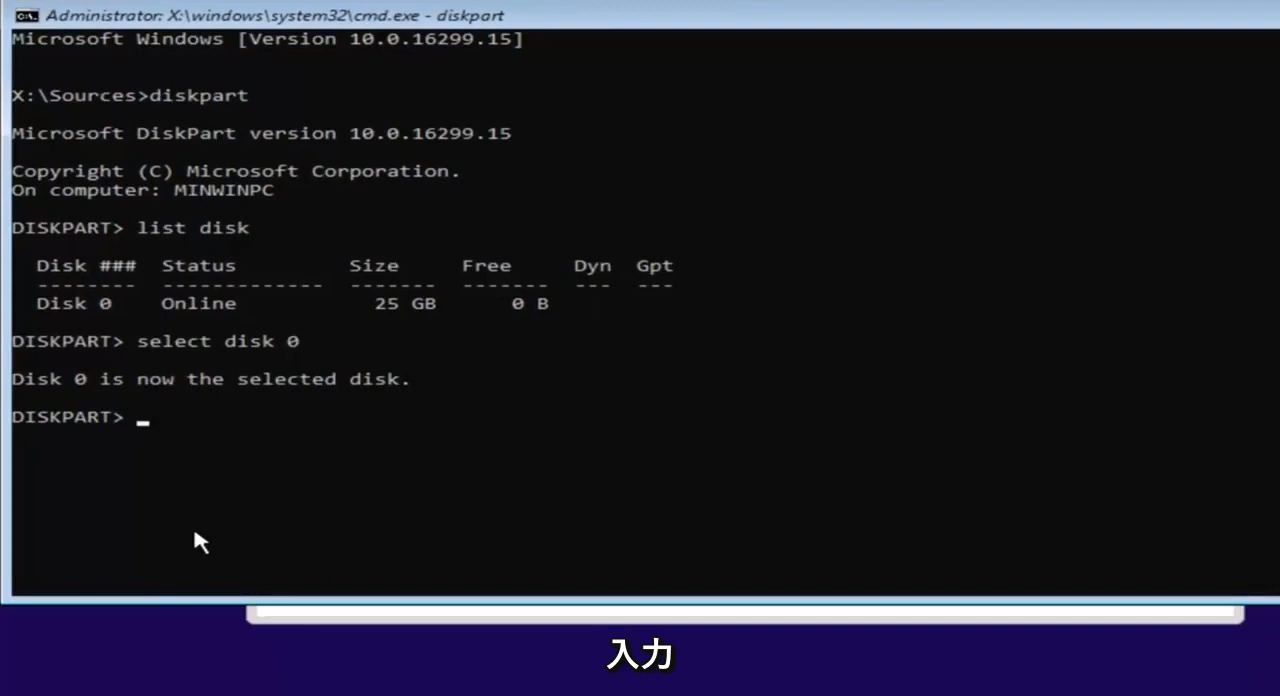 Administrator: X:\windows\system32\cmd.exe - diskpart
Microsoft Windows [Version 10.0.16299.15]
X:\Sources>diskpart
Microsoft DiskPart version 10.0.16299.15
Copyright (C) Microsoft Corporation.
On computer: MININPC
DISKPART> list disk
Disk ### Status Size Free Dyn Gpt
-------- ------------- ------- ------- --- ---
Disk 0 Online 25 GB 0 B
DISKPART> select disk 0
Disk 0 is now the selected disk.
DISKPART> _
入力